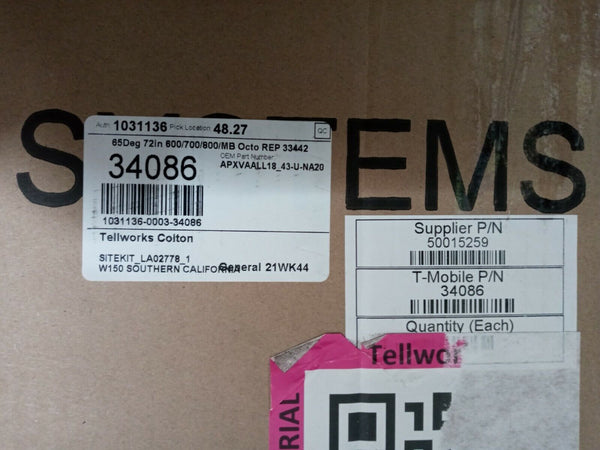 S TEMS
Auth: 1031136 Pick Location: 48.27
QC
65Deg 72in 600/700/800/MB Octo REP 33442
34086
OEM Part Number:
APXVAALL18_43-U-NA20
1031136-0003-34086
Tellworks Colton
SITEKIT_LA02778_1
W150 SOUTHERN CALIFORNIA
General 21WK44
Supplier P/N
50015259
T-Mobile P/N
34086
Quantity (Each)
Tellwor
RIAL